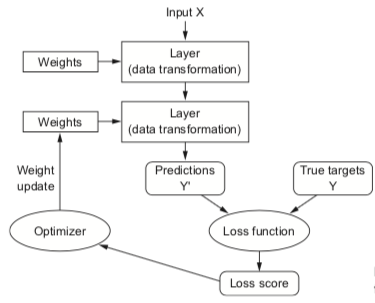 Input X
Layer
(data transformation)
Weights
Layer
(data transformation)
Weights
Weight
update
Predictions
Y'
True targets
Y
Optimizer
Loss function
Loss score